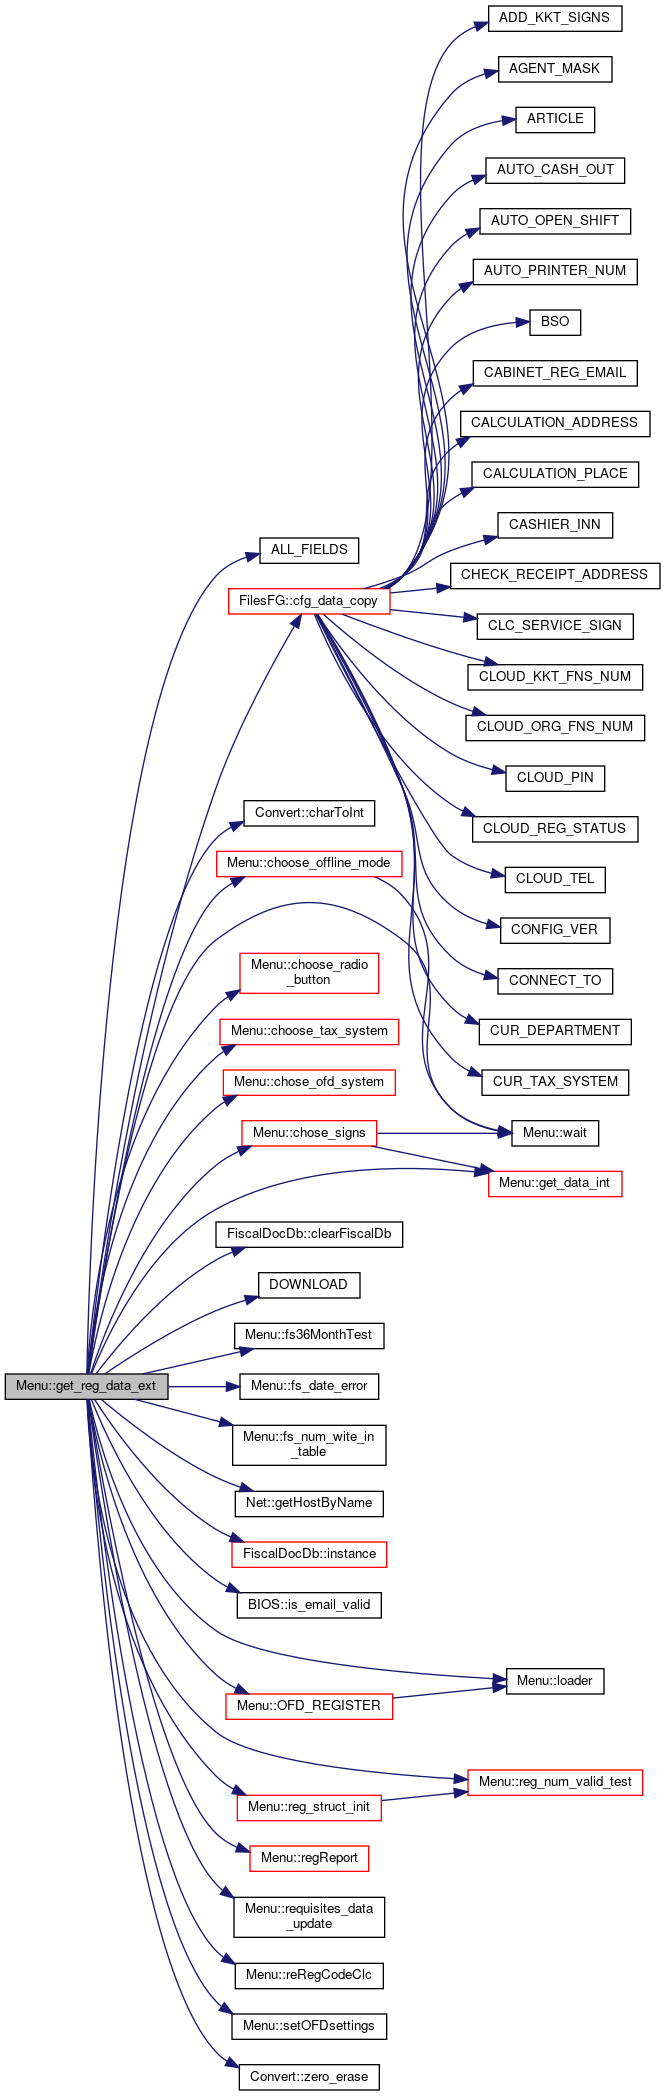 ADD_KKT_SIGNS
AGENT_MASK
ARTICLE
AUTO_CASH_OUT
AUTO_OPEN_SHIFT
AUTO_PRINTER_NUM
BSO
CABINET_REG_EMAIL
CALCULATION_ADDRESS
CALCULATION_PLACE
CASHIER_INN
ALL_FIELDS
CHECK_RECEIPT_ADDRESS
FilesFG::cfg_data_copy
CLC_SERVICE_SIGN
CLOUD_KKT_FNS_NUM
CLOUD_ORG_FNS_NUM
CLOUD_PIN
Convert::charToInt
CLOUD_REG_STATUS
Menu::choose_offline_mode
CLOUD_TEL
CONFIG_VER
Menu::choose_radio
_button
CONNECT_TO
Menu::choose_tax_system
CUR_DEPARTMENT
Menu::chose_ofd_system
CUR_TAX_SYSTEM
Menu::chose_signs
Menu::wait
Menu::get_data_int
FiscalDocDb::clearFiscalDb
DOWNLOAD
Menu::fs36MonthTest
Menu::get_reg_data_ext
Menu::fs_date_error
Menu::fs_num_wite_in
_table
Net::getHostByName
FiscalDocDb::instance
BIOS::is_email_valid
Menu::loader
Menu::OFD_REGISTER
Menu::reg_num_valid_test
Menu::reg_struct_init
Menu::regReport
Menu::requisites_data
_update
Menu::reRegCodeClc
Menu::setOFDsettings
Convert::zero_erase